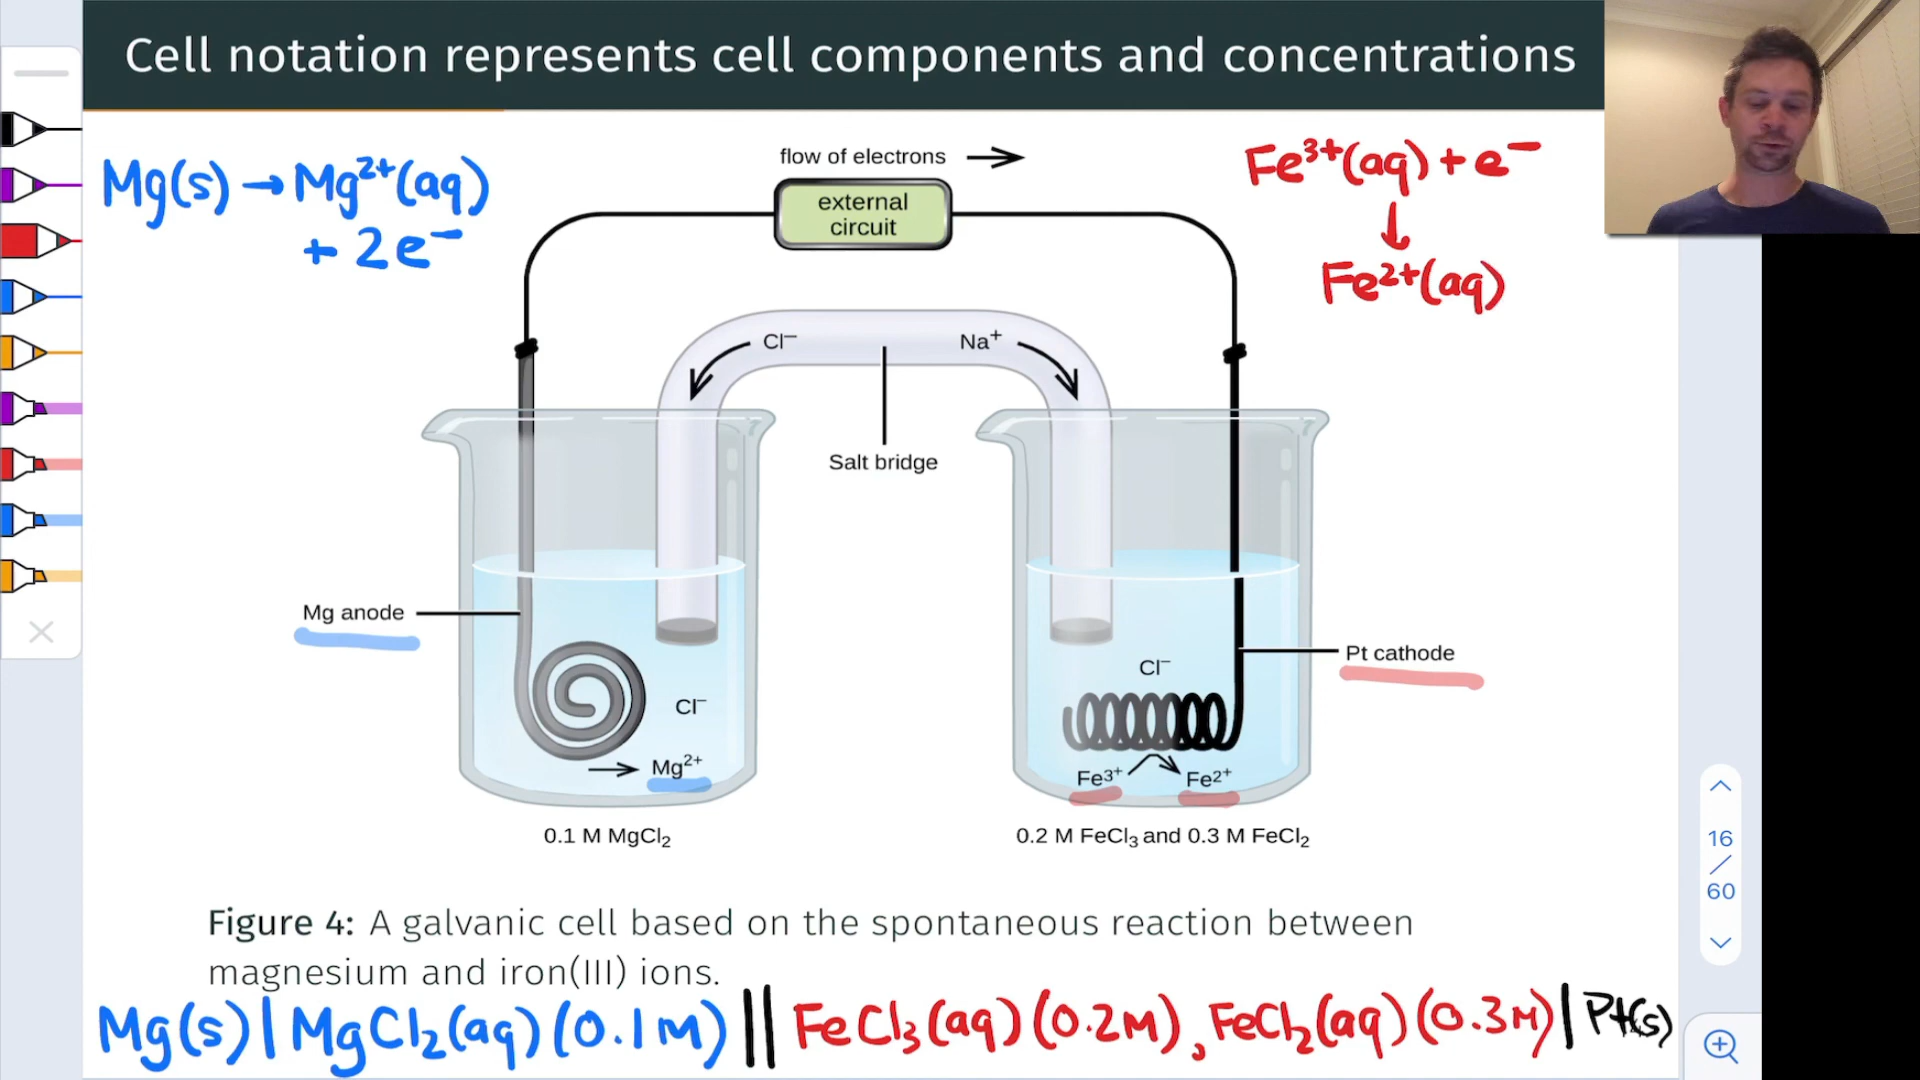 Cell notation represents cell components and concentrations
Mg(s) → Mg²⁺(aq)
+ 2e⁻
flow of electrons →
external
circuit
Fe³⁺(aq) + e⁻
↓
Fe²⁺(aq)
Cl⁻
Na⁺
Salt bridge
Mg anode
Pt cathode
Cl⁻
Cl⁻
→ Mg²⁺
Fe³⁺
Fe²⁺
0.1 M MgCl₂
0.2 M FeCl₃ and 0.3 M FeCl₂
16
/
60
Figure 4: A galvanic cell based on the spontaneous reaction between
magnesium and iron(III) ions.
Mg(s) | MgCl₂(aq)(0.1M) || FeCl₃(aq)(0.2M), FeCl₂(aq)(0.3M) | Pt(s)